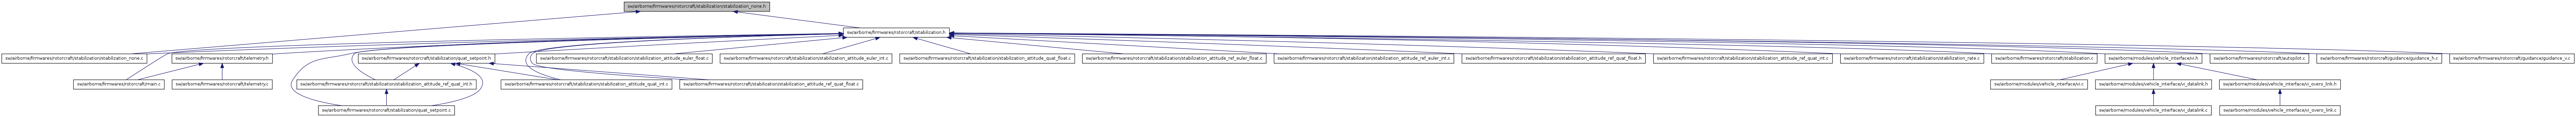 sw/airborne/firmwares/rotorcraft/stabilization/stabilization_none.h
sw/airborne/firmwares/rotorcraft/stabilization.h
sw/airborne/firmwares/rotorcraft/stabilization/stabilization_none.c
sw/airborne/firmwares/rotorcraft/telemetry.h
sw/airborne/firmwares/rotorcraft/stabilization/quat_setpoint.h
sw/airborne/firmwares/rotorcraft/stabilization/stabilization_attitude_euler_float.c
sw/airborne/firmwares/rotorcraft/stabilization/stabilization_attitude_euler_int.c
sw/airborne/firmwares/rotorcraft/stabilization/stabilization_attitude_quat_float.c
sw/airborne/firmwares/rotorcraft/stabilization/stabilization_attitude_ref_euler_float.c
sw/airborne/firmwares/rotorcraft/stabilization/stabilization_attitude_ref_euler_int.c
sw/airborne/firmwares/rotorcraft/stabilization/stabilization_attitude_ref_quat_float.h
sw/airborne/firmwares/rotorcraft/stabilization/stabilization_attitude_ref_quat_int.c
sw/airborne/firmwares/rotorcraft/stabilization/stabilization_rate.c
sw/airborne/firmwares/rotorcraft/stabilization.c
sw/airborne/modules/vehicle_interface/vi.h
sw/airborne/firmwares/rotorcraft/autopilot.c
sw/airborne/firmwares/rotorcraft/guidance/guidance_h.c
sw/airborne/firmwares/rotorcraft/guidance/guidance_v.c
sw/airborne/firmwares/rotorcraft/main.c
sw/airborne/firmwares/rotorcraft/telemetry.c
sw/airborne/firmwares/rotorcraft/stabilization/stabilization_attitude_ref_quat_int.h
sw/airborne/firmwares/rotorcraft/stabilization/stabilization_attitude_quat_int.c
sw/airborne/firmwares/rotorcraft/stabilization/stabilization_attitude_ref_quat_float.c
sw/airborne/modules/vehicle_interface/vi.c
sw/airborne/modules/vehicle_interface/vi_datalink.h
sw/airborne/modules/vehicle_interface/vi_overo_link.h
sw/airborne/firmwares/rotorcraft/stabilization/quat_setpoint.c
sw/airborne/modules/vehicle_interface/vi_datalink.c
sw/airborne/modules/vehicle_interface/vi_overo_link.c